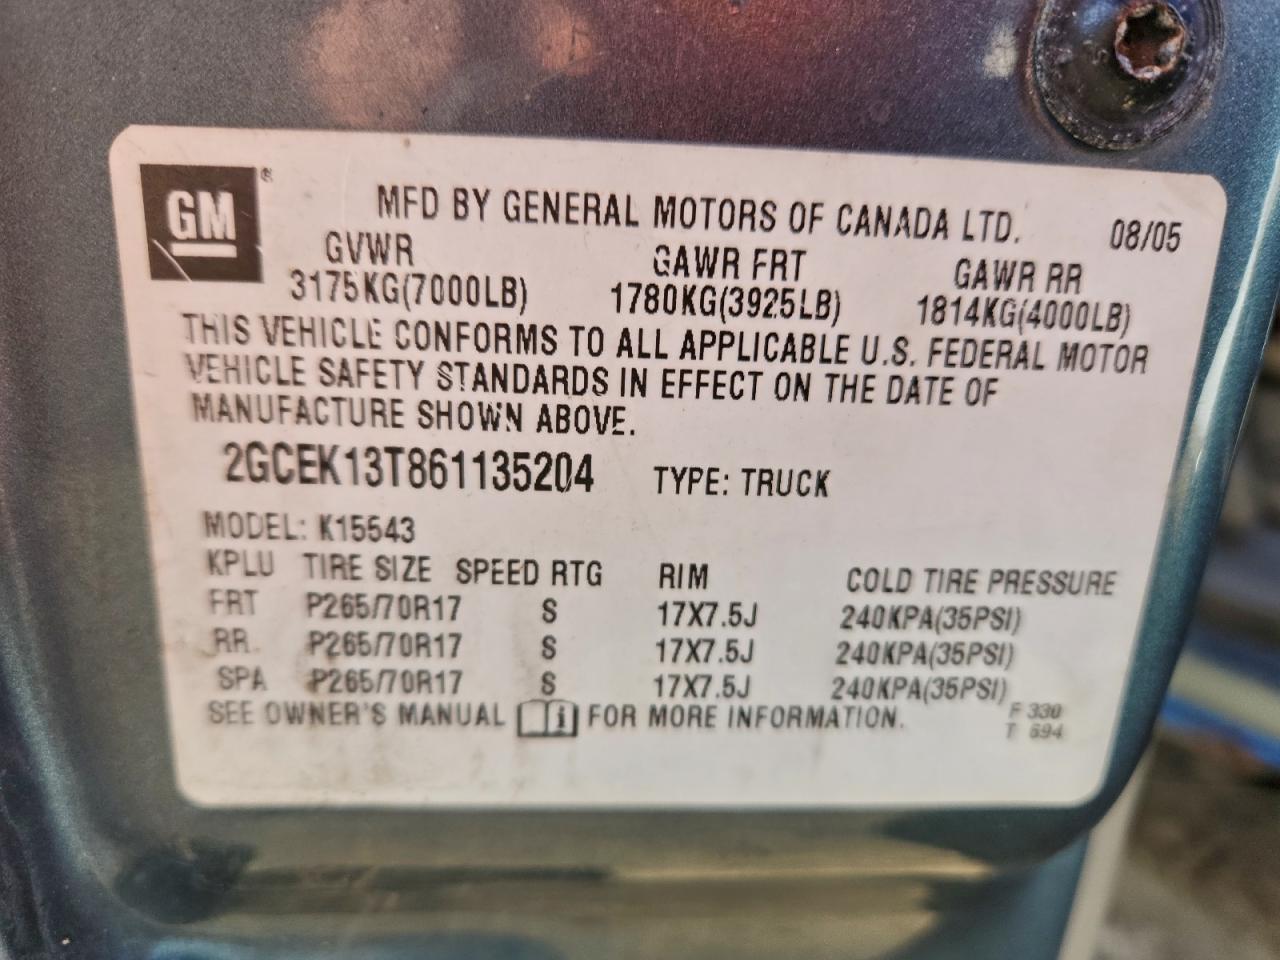 GM ®
MFD BY GENERAL MOTORS OF CANADA LTD. 08/05
GVWR GAWR FRT GAWR RR
3175KG(7000LB) 1780KG(3925LB) 1814KG(4000LB)
THIS VEHICLE CONFORMS TO ALL APPLICABLE U.S. FEDERAL MOTOR
VEHICLE SAFETY STANDARDS IN EFFECT ON THE DATE OF
MANUFACTURE SHOWN ABOVE.
2GCEK13T861135204 TYPE: TRUCK
MODEL: K15543
KPLU TIRE SIZE SPEED RTG RIM COLD TIRE PRESSURE
FRT P265/70R17 S 17X7.5J 240KPA(35PSI)
RR. P265/70R17 S 17X7.5J 240KPA(35PSI)
SPA P265/70R17 S 17X7.5J 240KPA(35PSI)
SEE OWNER'S MANUAL i FOR MORE INFORMATION. F 330
T 694